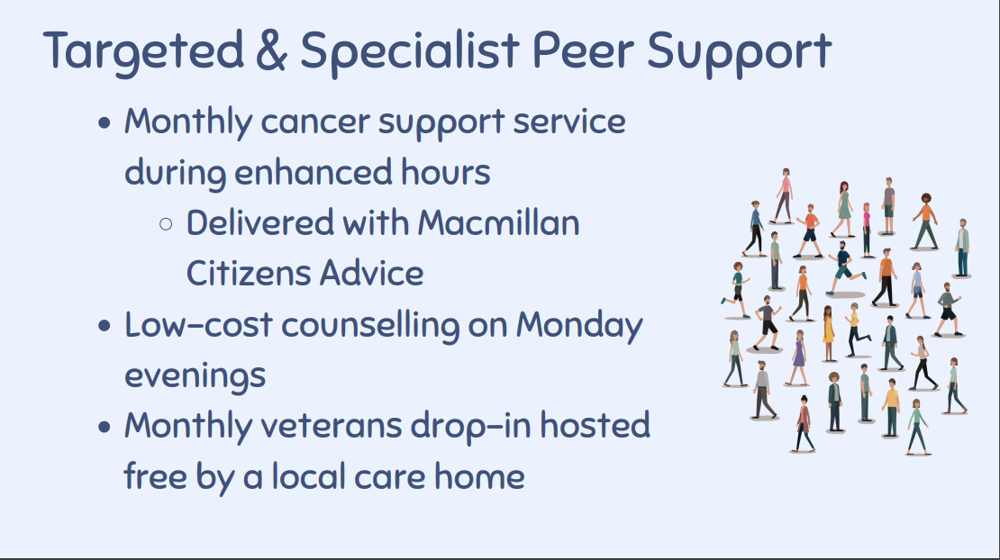 Targeted & Specialist Peer Support
• Monthly cancer support service
during enhanced hours
○ Delivered with Macmillan
Citizens Advice
• Low-cost counselling on Monday
evenings
• Monthly veterans drop-in hosted
free by a local care home